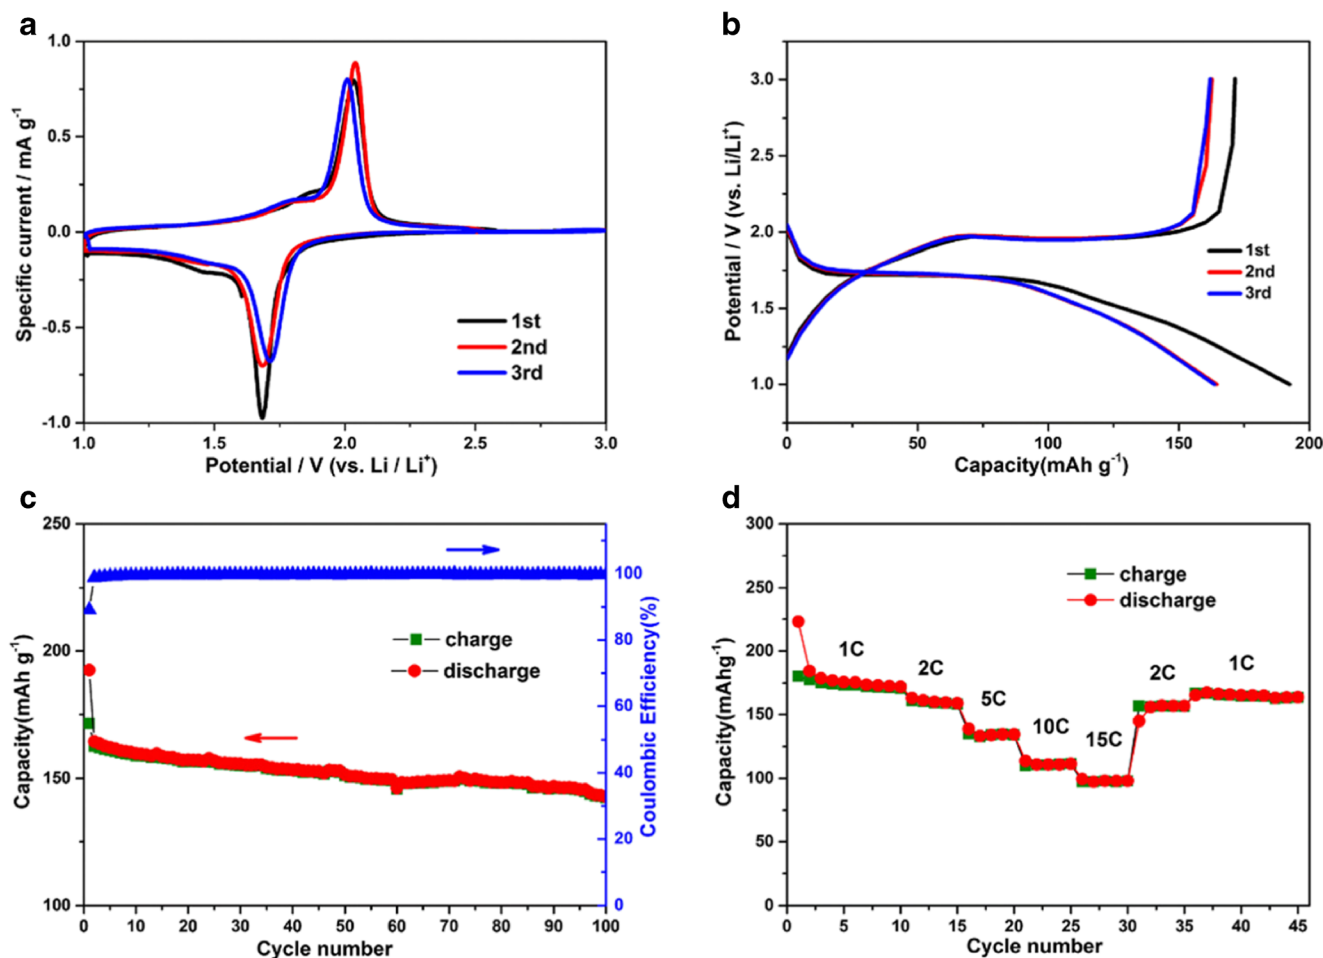 a
1.0
0.5
0.0
-0.5
-1.0
Specific current / mA g⁻¹
1st
2nd
3rd
1.0
1.5
2.0
2.5
3.0
Potential / V (vs. Li / Li⁺)
b
3.0
2.5
2.0
1.5
1.0
Potential / V (vs. Li/Li⁺)
1st
2nd
3rd
0
50
100
150
200
Capacity(mAh g⁻¹)
c
250
200
150
100
Capacity(mAh g⁻¹)
charge
discharge
100
80
60
40
20
0
Coulombic Efficiency(%)
0
10
20
30
40
50
60
70
80
90
100
Cycle number
d
300
250
200
150
100
50
0
Capacity(mAhg⁻¹)
charge
discharge
1C
2C
5C
10C
15C
2C
1C
0
5
10
15
20
25
30
35
40
45
Cycle number